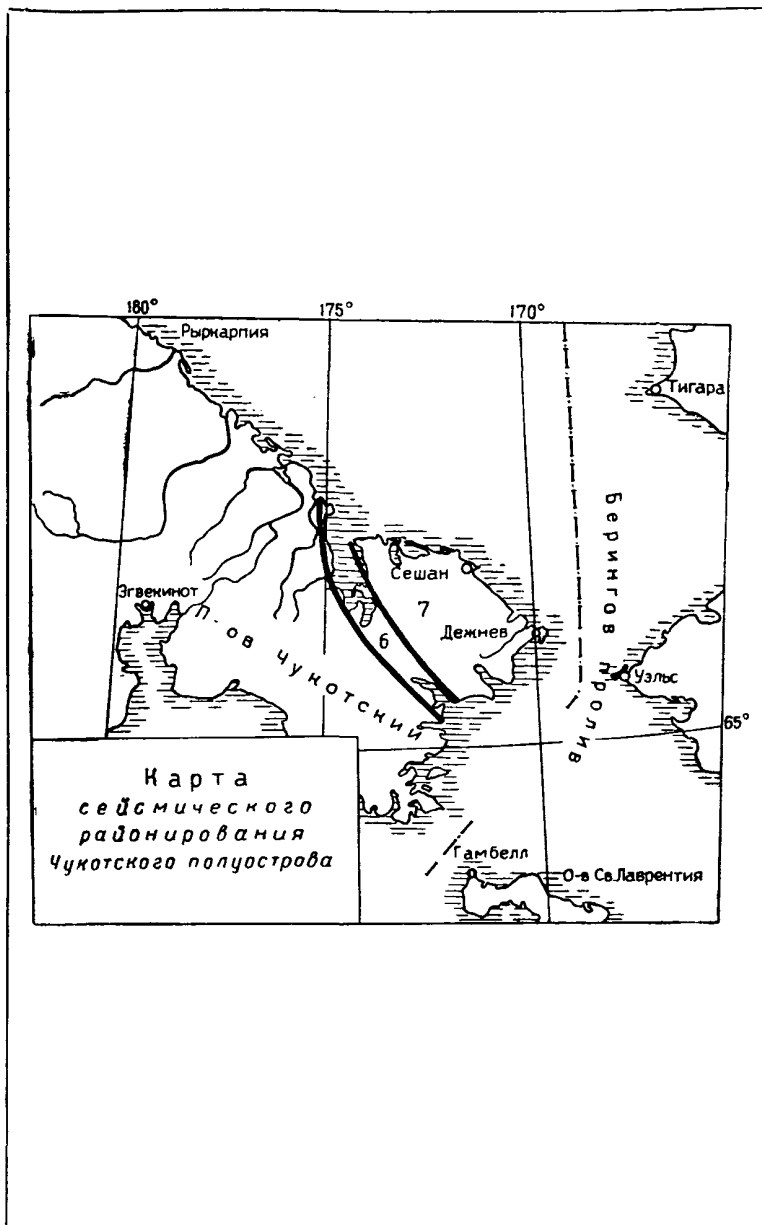 180° 175° 170°
Рыркарпия
Тигара
Сешан
Эгвекинот
7
Дежнев
6
П-ов Чукотский
Берингов пролив
Уэльс
65°
Карта
сейсмического
районирования
Чукотского полуострова
Гамбелл
О-в Св.Лаврентия